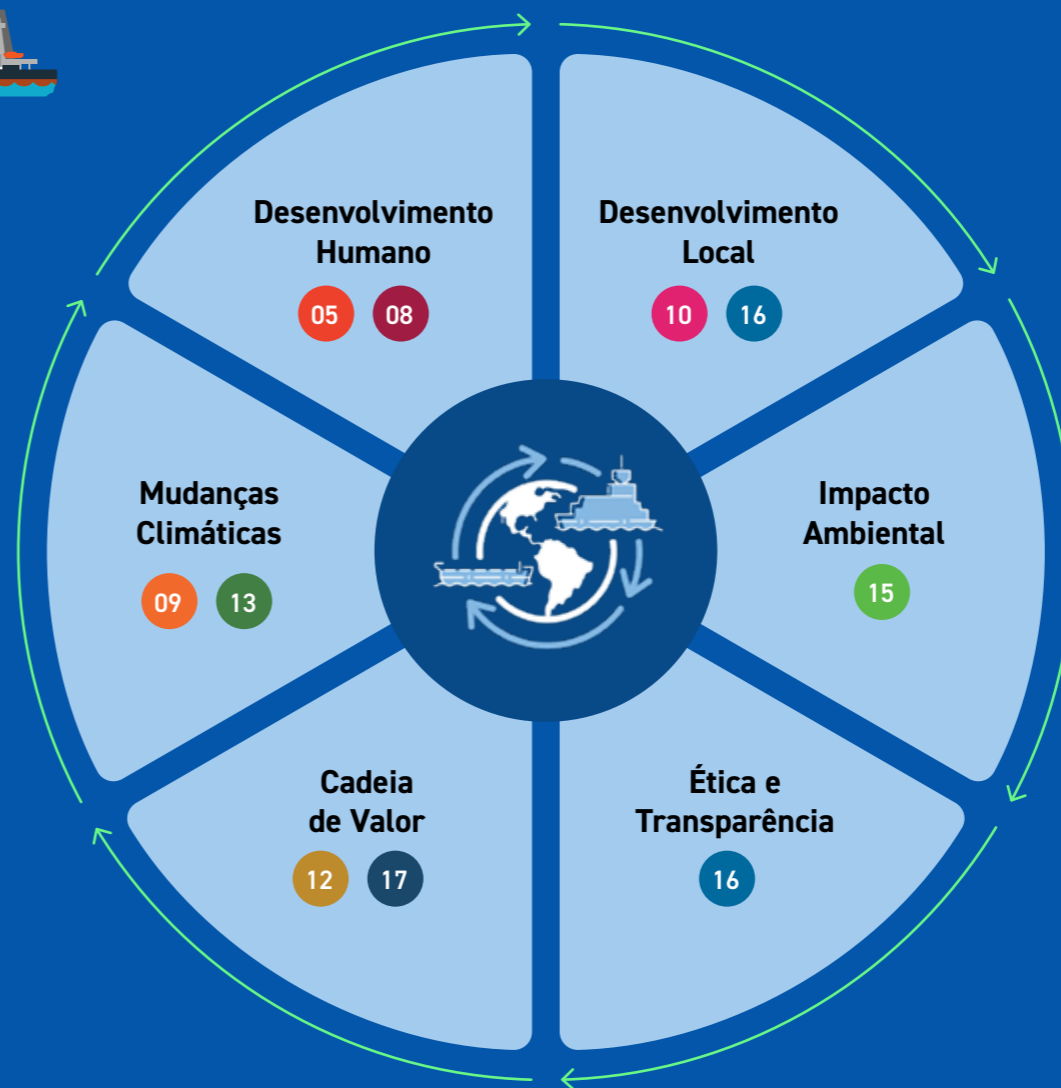 Desenvolvimento
Humano
05 08
Desenvolvimento
Local
10 16
Mudanças
Climáticas
09 13
Impacto
Ambiental
15
Cadeia
de Valor
12 17
Ética e
Transparência
16